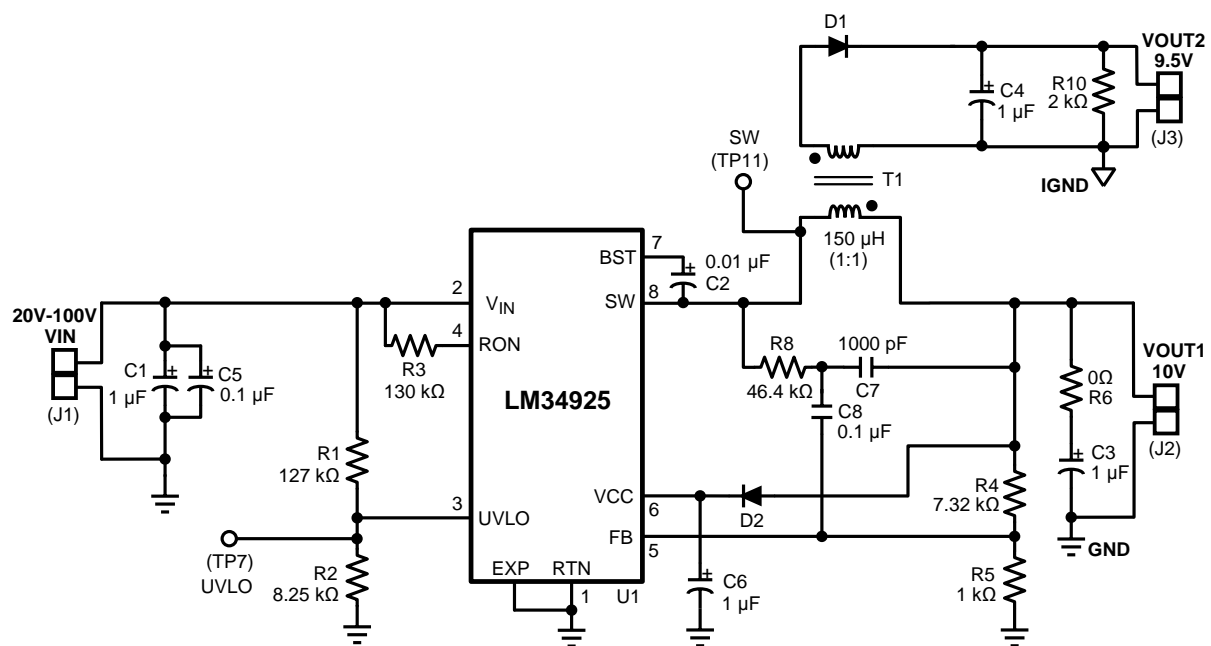 D1
VOUT2
9.5V
C4
1 µF
+
R10
2 kΩ
(J3)
IGND
SW
(TP11)
T1
150 µH
(1:1)
7
BST
0.01 µF
+
C2
8
SW
2
VIN
4
RON
R3
130 kΩ
20V-100V
VIN
(J1)
C1
+
1 µF
+
C5
0.1 µF
LM34925
R8
46.4 kΩ
1000 pF
C7
C8
0.1 µF
0Ω
R6
VOUT1
10V
(J2)
+
C3
1 µF
R1
127 kΩ
3
UVLO
VCC
6
D2
R4
7.32 kΩ
FB
5
GND
(TP7)
UVLO
R2
8.25 kΩ
EXP
RTN
1
U1
+
C6
1 µF
R5
1 kΩ